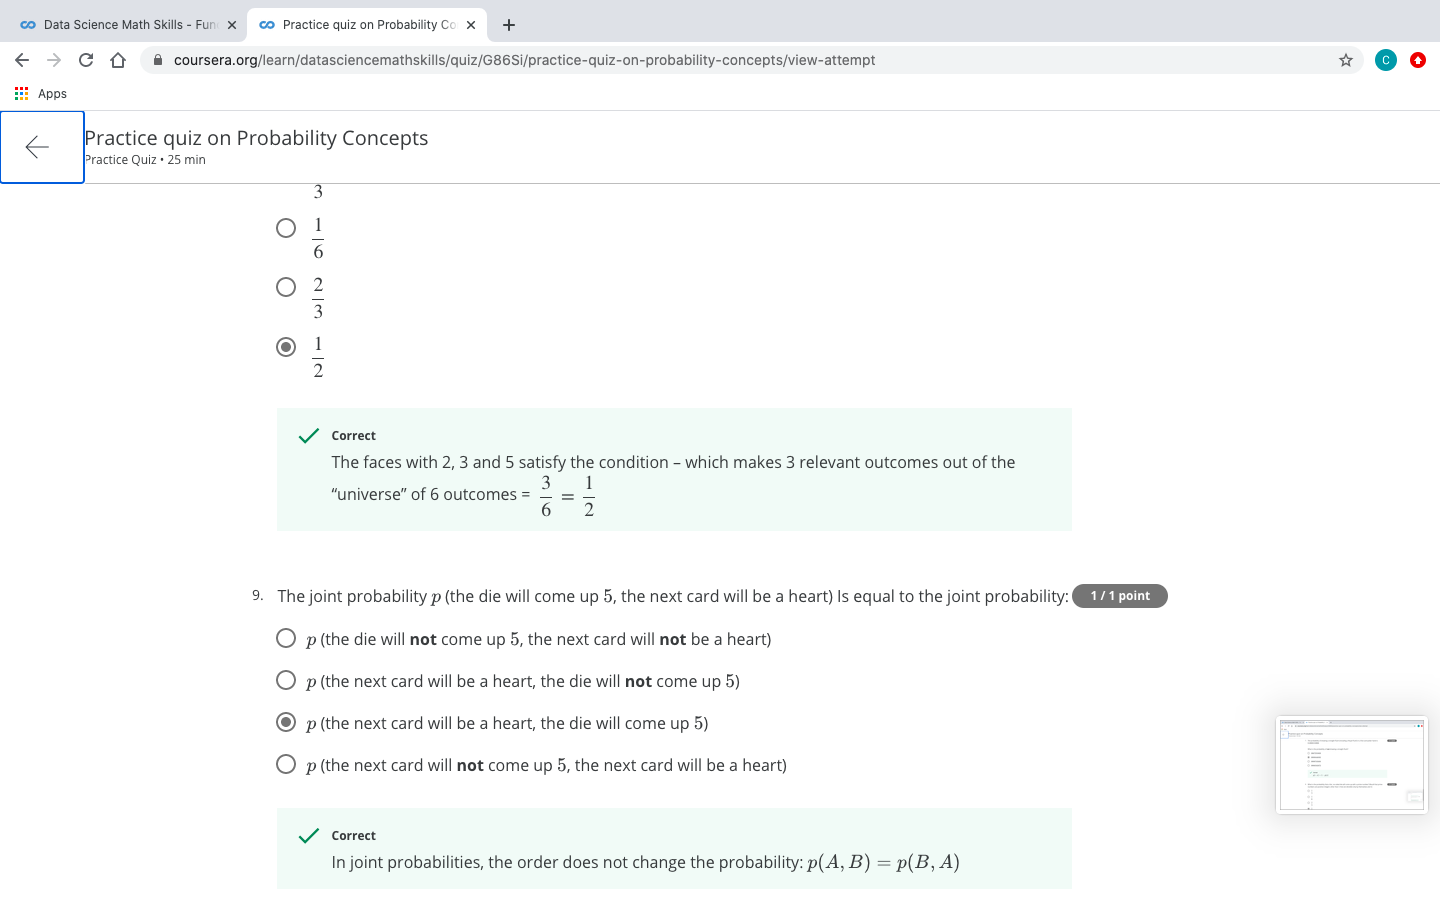 Data Science Math Skills - Fun
Practice quiz on Probability Co
coursera.org/learn/datasciencemathskills/quiz/G86Si/practice-quiz-on-probability-concepts/view-attempt
C
Apps
Practice quiz on Probability Concepts
Practice Quiz • 25 min
3
1
6
2
3
1
2
Correct
The faces with 2, 3 and 5 satisfy the condition – which makes 3 relevant outcomes out of the
“universe” of 6 outcomes = 3/6 = 1/2
9. The joint probability p (the die will come up 5, the next card will be a heart) Is equal to the joint probability: 1 / 1 point
p (the die will not come up 5, the next card will not be a heart)
p (the next card will be a heart, the die will not come up 5)
p (the next card will be a heart, the die will come up 5)
p (the next card will not come up 5, the next card will be a heart)
Correct
In joint probabilities, the order does not change the probability: p(A, B) = p(B, A)